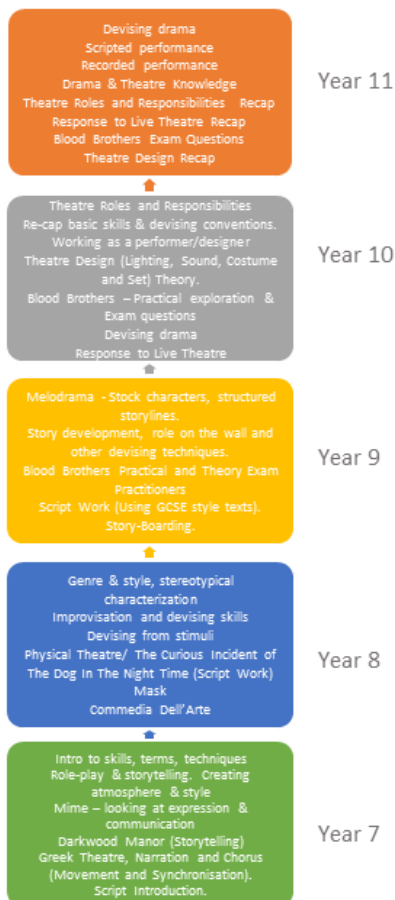 Devising drama
Scripted performance
Recorded performance
Drama & Theatre Knowledge
Theatre Roles and Responsibilities Recap
Response to Live Theatre Recap
Blood Brothers Exam Questions
Theatre Design Recap
Year 11
Theatre Roles and Responsibilities
Re-cap basic skills & devising conventions.
Working as a performer/designer
Theatre Design (Lighting, Sound, Costume
and Set) Theory.
Blood Brothers – Practical exploration &
Exam questions
Devising drama
Response to Live Theatre
Year 10
Melodrama - Stock characters, structured
storylines.
Story development, role on the wall and
other devising techniques.
Blood Brothers Practical and Theory Exam
Practitioners
Script Work (Using GCSE style texts).
Story-Boarding.
Year 9
Genre & style, stereotypical
characterization
Improvisation and devising skills
Devising from stimuli
Physical Theatre/ The Curious Incident of
The Dog In The Night Time (Script Work)
Mask
Commedia Dell'Arte
Year 8
Intro to skills, terms, techniques
Role-play & storytelling. Creating
atmosphere & style
Mime – looking at expression &
communication
Darkwood Manor (Storytelling)
Greek Theatre, Narration and Chorus
(Movement and Synchronisation).
Script Introduction.
Year 7